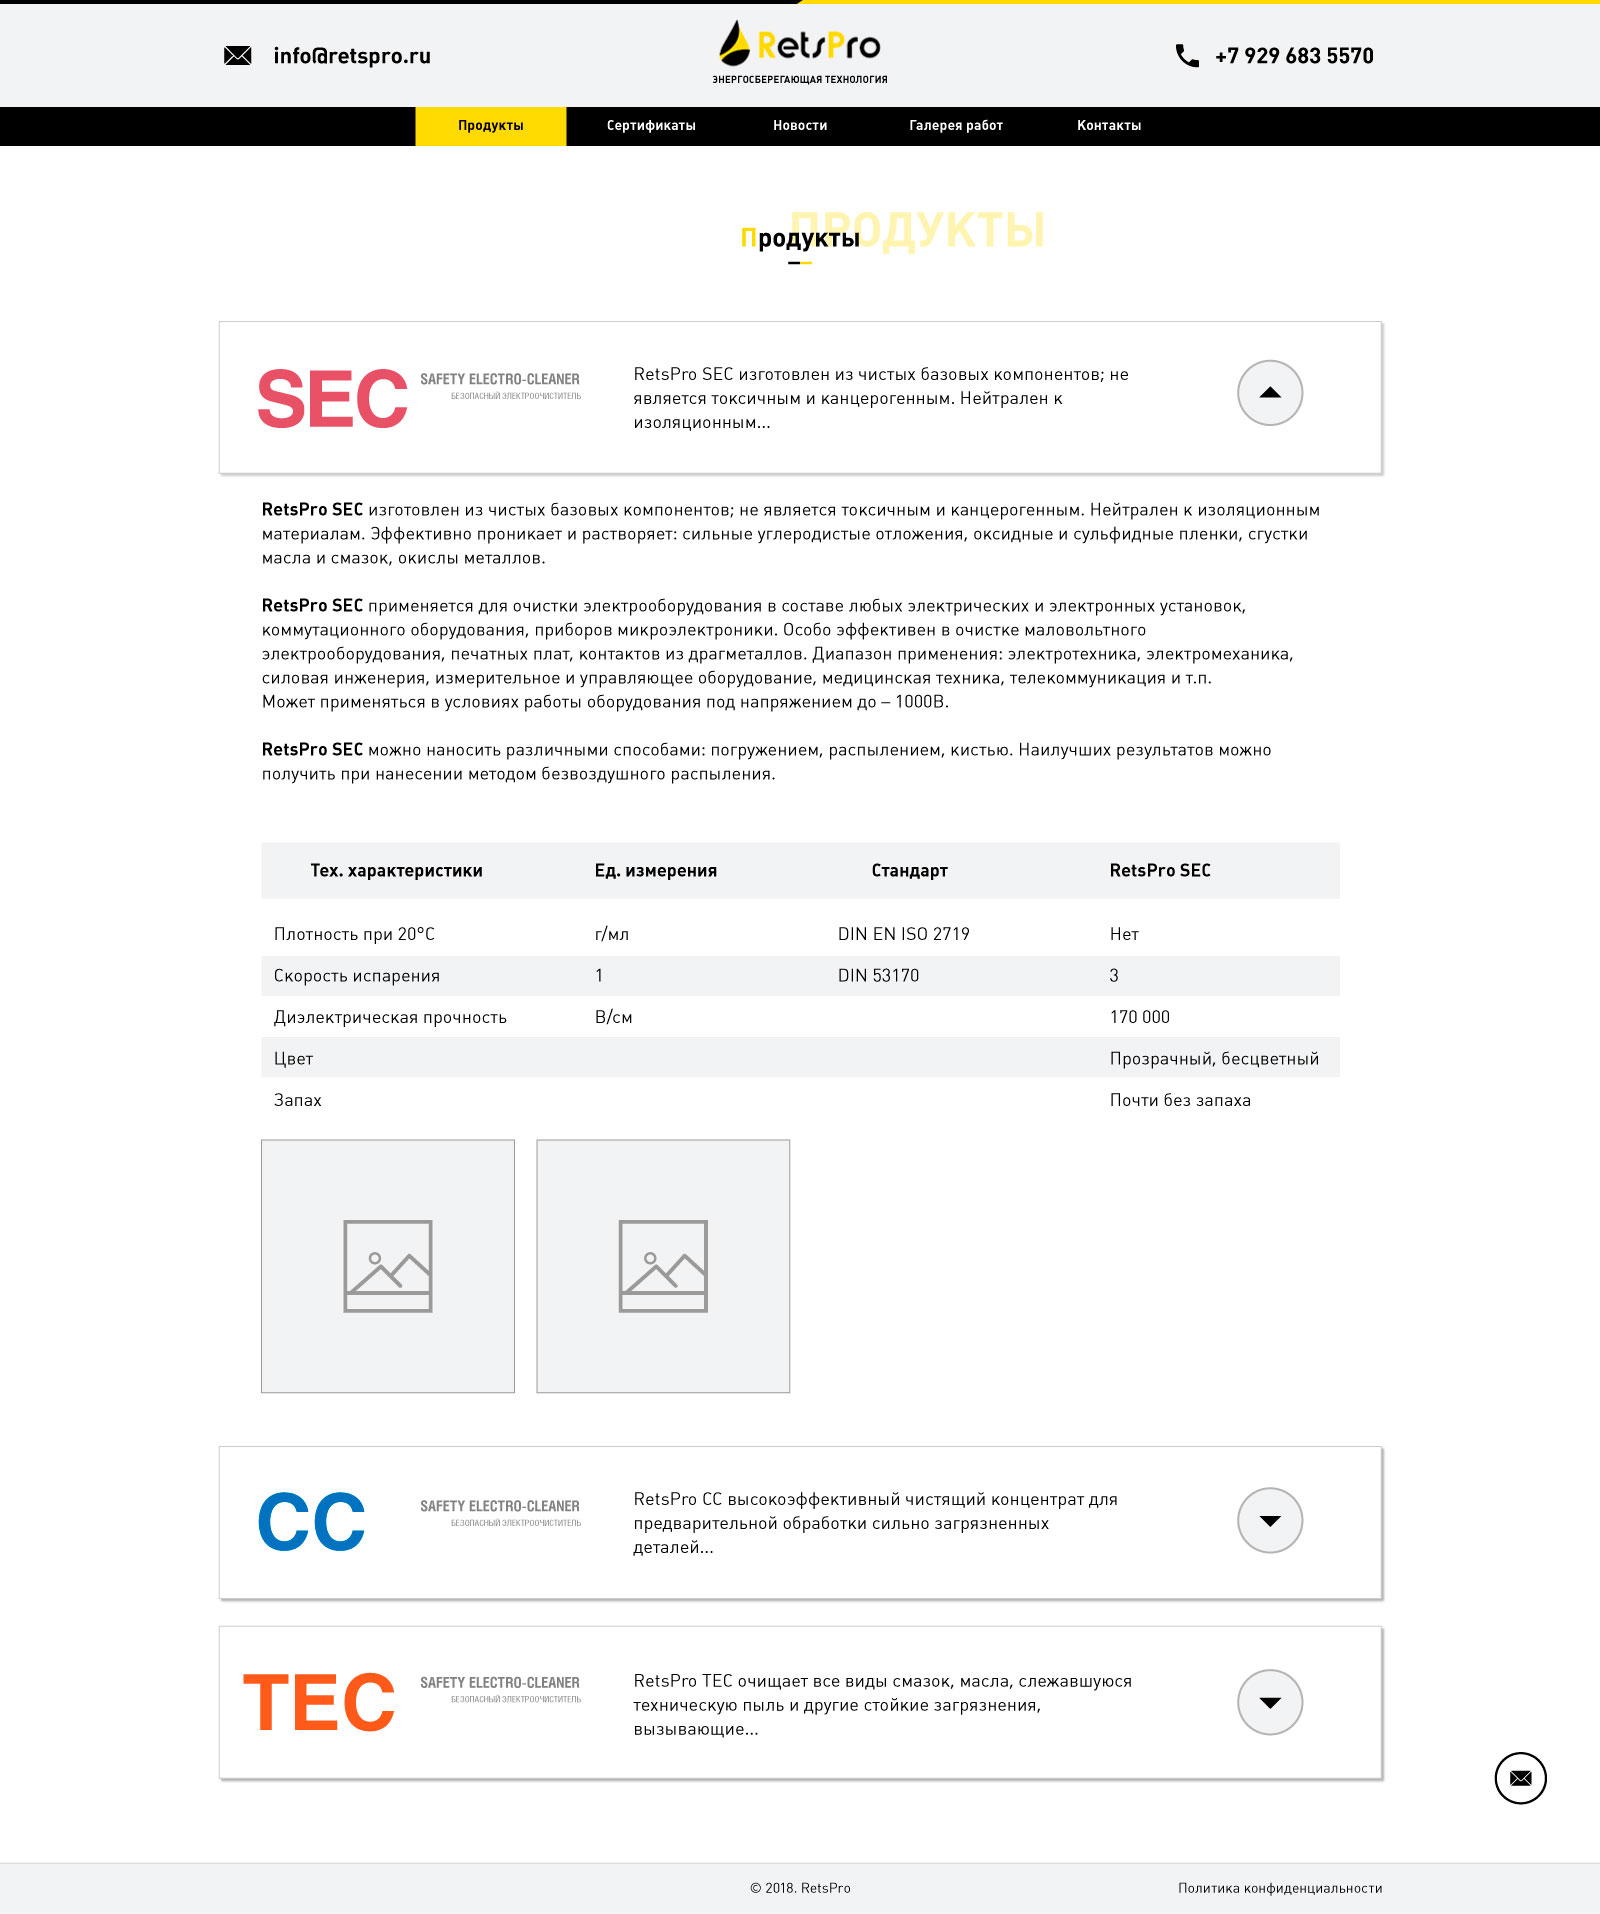 info@retspro.ru
RetsPro
ЭНЕРГОСБЕРЕГАЮЩАЯ ТЕХНОЛОГИЯ
+7 929 683 5570
Продукты
Сертификаты
Новости
Галерея работ
Контакты
ПРОДУКТЫ
Продукты
SEC
SAFETY ELECTRO-CLEANER
БЕЗОПАСНЫЙ ЭЛЕКТРООЧИСТИТЕЛЬ
RetsPro SEC изготовлен из чистых базовых компонентов; не
является токсичным и канцерогенным. Нейтрален к
изоляционным...
RetsPro SEC изготовлен из чистых базовых компонентов; не является токсичным и канцерогенным. Нейтрален к изоляционным
материалам. Эффективно проникает и растворяет: сильные углеродистые отложения, оксидные и сульфидные пленки, сгустки
масла и смазок, окислы металлов.
RetsPro SEC применяется для очистки электрооборудования в составе любых электрических и электронных установок,
коммутационного оборудования, приборов микроэлектроники. Особо эффективен в очистке маловольтного
электрооборудования, печатных плат, контактов из драгметаллов. Диапазон применения: электротехника, электромеханика,
силовая инженерия, измерительное и управляющее оборудование, медицинская техника, телекоммуникация и т.п.
Может применяться в условиях работы оборудования под напряжением до – 1000В.
RetsPro SEC можно наносить различными способами: погружением, распылением, кистью. Наилучших результатов можно
получить при нанесении методом безвоздушного распыления.
Тех. характеристики Ед. измерения Стандарт RetsPro SEC
Плотность при 20°C г/мл DIN EN ISO 2719 Нет
Скорость испарения 1 DIN 53170 3
Диэлектрическая прочность В/см 170 000
Цвет Прозрачный, бесцветный
Запах Почти без запаха
CC
SAFETY ELECTRO-CLEANER
БЕЗОПАСНЫЙ ЭЛЕКТРООЧИСТИТЕЛЬ
RetsPro CC высокоэффективный чистящий концентрат для
предварительной обработки сильно загрязненных
деталей...
TEC
SAFETY ELECTRO-CLEANER
БЕЗОПАСНЫЙ ЭЛЕКТРООЧИСТИТЕЛЬ
RetsPro TEC очищает все виды смазок, масла, слежавшуюся
техническую пыль и другие стойкие загрязнения,
вызывающие...
© 2018. RetsPro
Политика конфиденциальности